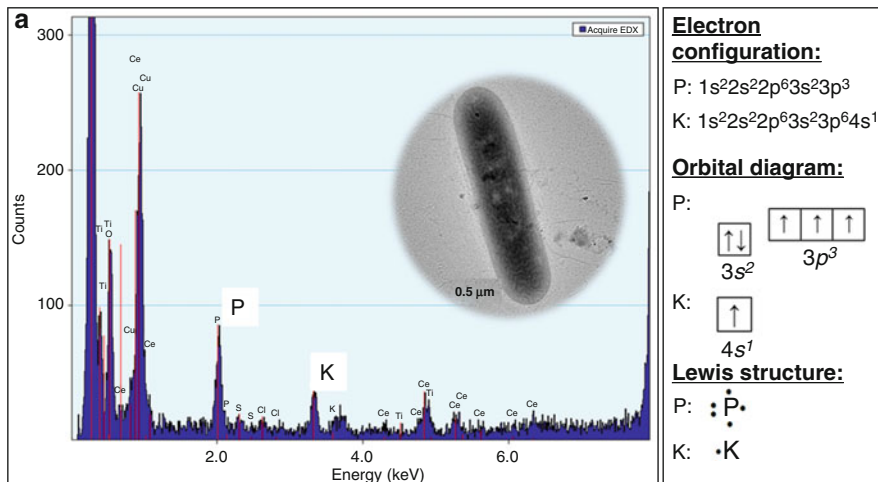 a
300
200
100
Counts
Acquire EDX
Ce
Cu
Cu
Ti
Ti
O
Ti
Cu
Ce
Ce
P
P
P
S
S
Cl
Cl
K
K
Ce
Ti
Ce
Ce
Ti
Ce
Ce
Ce
Ce
Ce
0.5 µm
2.0 4.0 6.0
Energy (keV)
Electron
configuration:
P: 1s²2s²2p⁶3s²3p³
K: 1s²2s²2p⁶3s²3p⁶4s¹
Orbital diagram:
P:
↑↓ ↑ ↑ ↑
3s² 3p³
K:
↑
4s¹
Lewis structure:
P: P
K: ·K